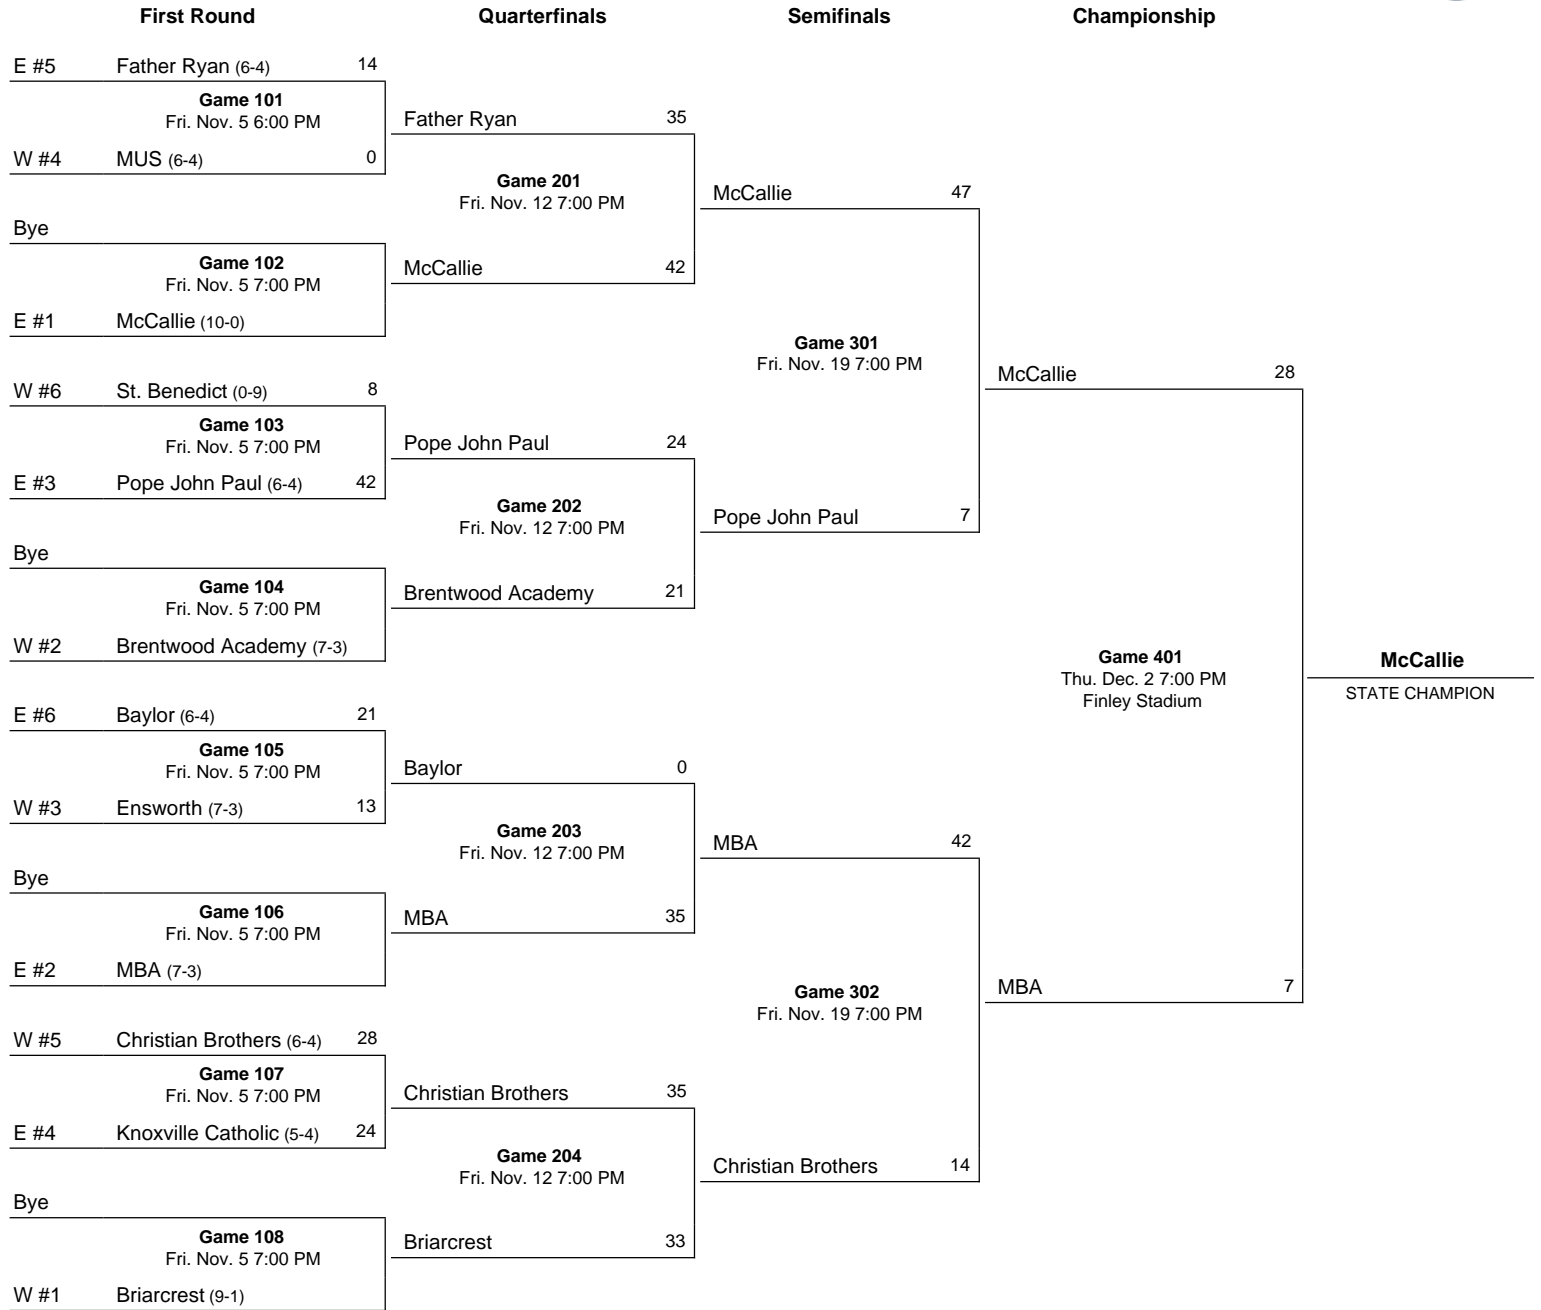 First Round Quarterfinals Semifinals Championship
E #5 Father Ryan (6-4) 14
Game 101
Fri. Nov. 5 6:00 PM
W #4 MUS (6-4) 0
Bye
Game 102
Fri. Nov. 5 7:00 PM
E #1 McCallie (10-0)
W #6 St. Benedict (0-9) 8
Game 103
Fri. Nov. 5 7:00 PM
E #3 Pope John Paul (6-4) 42
Bye
Game 104
Fri. Nov. 5 7:00 PM
W #2 Brentwood Academy (7-3)
E #6 Baylor (6-4) 21
Game 105
Fri. Nov. 5 7:00 PM
W #3 Ensworth (7-3) 13
Bye
Game 106
Fri. Nov. 5 7:00 PM
E #2 MBA (7-3)
W #5 Christian Brothers (6-4) 28
Game 107
Fri. Nov. 5 7:00 PM
E #4 Knoxville Catholic (5-4) 24
Bye
Game 108
Fri. Nov. 5 7:00 PM
W #1 Briarcrest (9-1)
Father Ryan 35
Game 201
Fri. Nov. 12 7:00 PM
McCallie 42
Pope John Paul 24
Game 202
Fri. Nov. 12 7:00 PM
Brentwood Academy 21
Baylor 0
Game 203
Fri. Nov. 12 7:00 PM
MBA 35
Christian Brothers 35
Game 204
Fri. Nov. 12 7:00 PM
Briarcrest 33
McCallie 47
Game 301
Fri. Nov. 19 7:00 PM
Pope John Paul 7
MBA 42
Game 302
Fri. Nov. 19 7:00 PM
Christian Brothers 14
McCallie 28
Game 401
Thu. Dec. 2 7:00 PM
Finley Stadium
MBA 7
McCallie
STATE CHAMPION